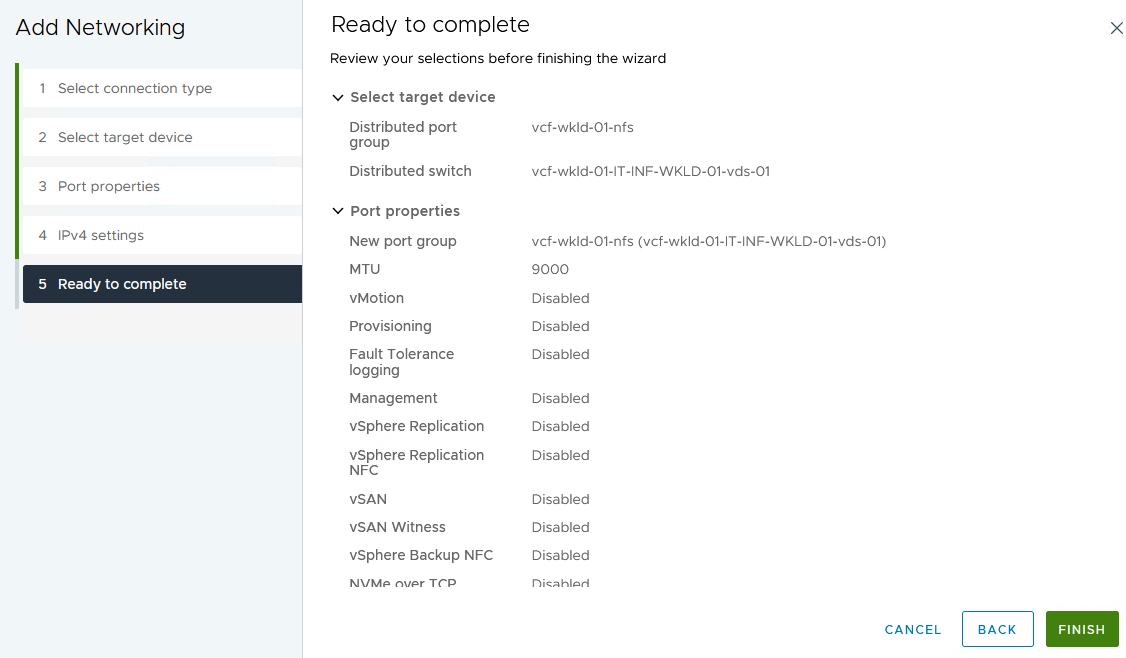 Add Networking
1 Select connection type
2 Select target device
3 Port properties
4 IPv4 settings
5 Ready to complete
Ready to complete
Review your selections before finishing the wizard
Select target device
Distributed port
group
vcf-wkld-01-nfs
Distributed switch vcf-wkld-01-IT-INF-WKLD-01-vds-01
Port properties
New port group vcf-wkld-01-nfs (vcf-wkld-01-IT-INF-WKLD-01-vds-01)
MTU 9000
vMotion Disabled
Provisioning Disabled
Fault Tolerance
logging
Disabled
Management Disabled
vSphere Replication Disabled
vSphere Replication
NFC
Disabled
vSAN Disabled
vSAN Witness Disabled
vSphere Backup NFC Disabled
NVMe over TCP Disabled
CANCEL BACK FINISH